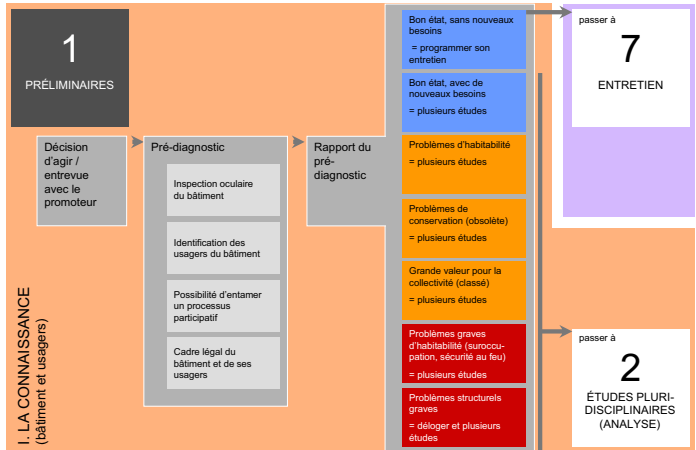 1
PRÉLIMINAIRES
Décision
d'agir /
entrevue
avec le
promoteur
Pré-diagnostic
Inspection oculaire
du bâtiment
Identification des
usagers du bâtiment
Possibilité d'entamer
un processus
participatif
Cadre légal du
bâtiment et de ses
usagers
Rapport du
pré-
diagnostic
Bon état, sans nouveaux
besoins
= programmer son
entretien
Bon état, avec de
nouveaux besoins
= plusieurs études
Problèmes d'habitabilité
= plusieurs études
Problèmes de
conservation (obsolète)
= plusieurs études
Grande valeur pour la
collectivité (classé)
= plusieurs études
Problèmes graves
d'habitabilité (suroccu-
pation, sécurité au feu)
= plusieurs études
Problèmes structurels
graves
= déloger et plusieurs
études
passer à
7
ENTRETIEN
passer à
2
ÉTUDES PLURI-
DISCIPLINAIRES
(ANALYSE)
I. LA CONNAISSANCE
(bâtiment et usagers)